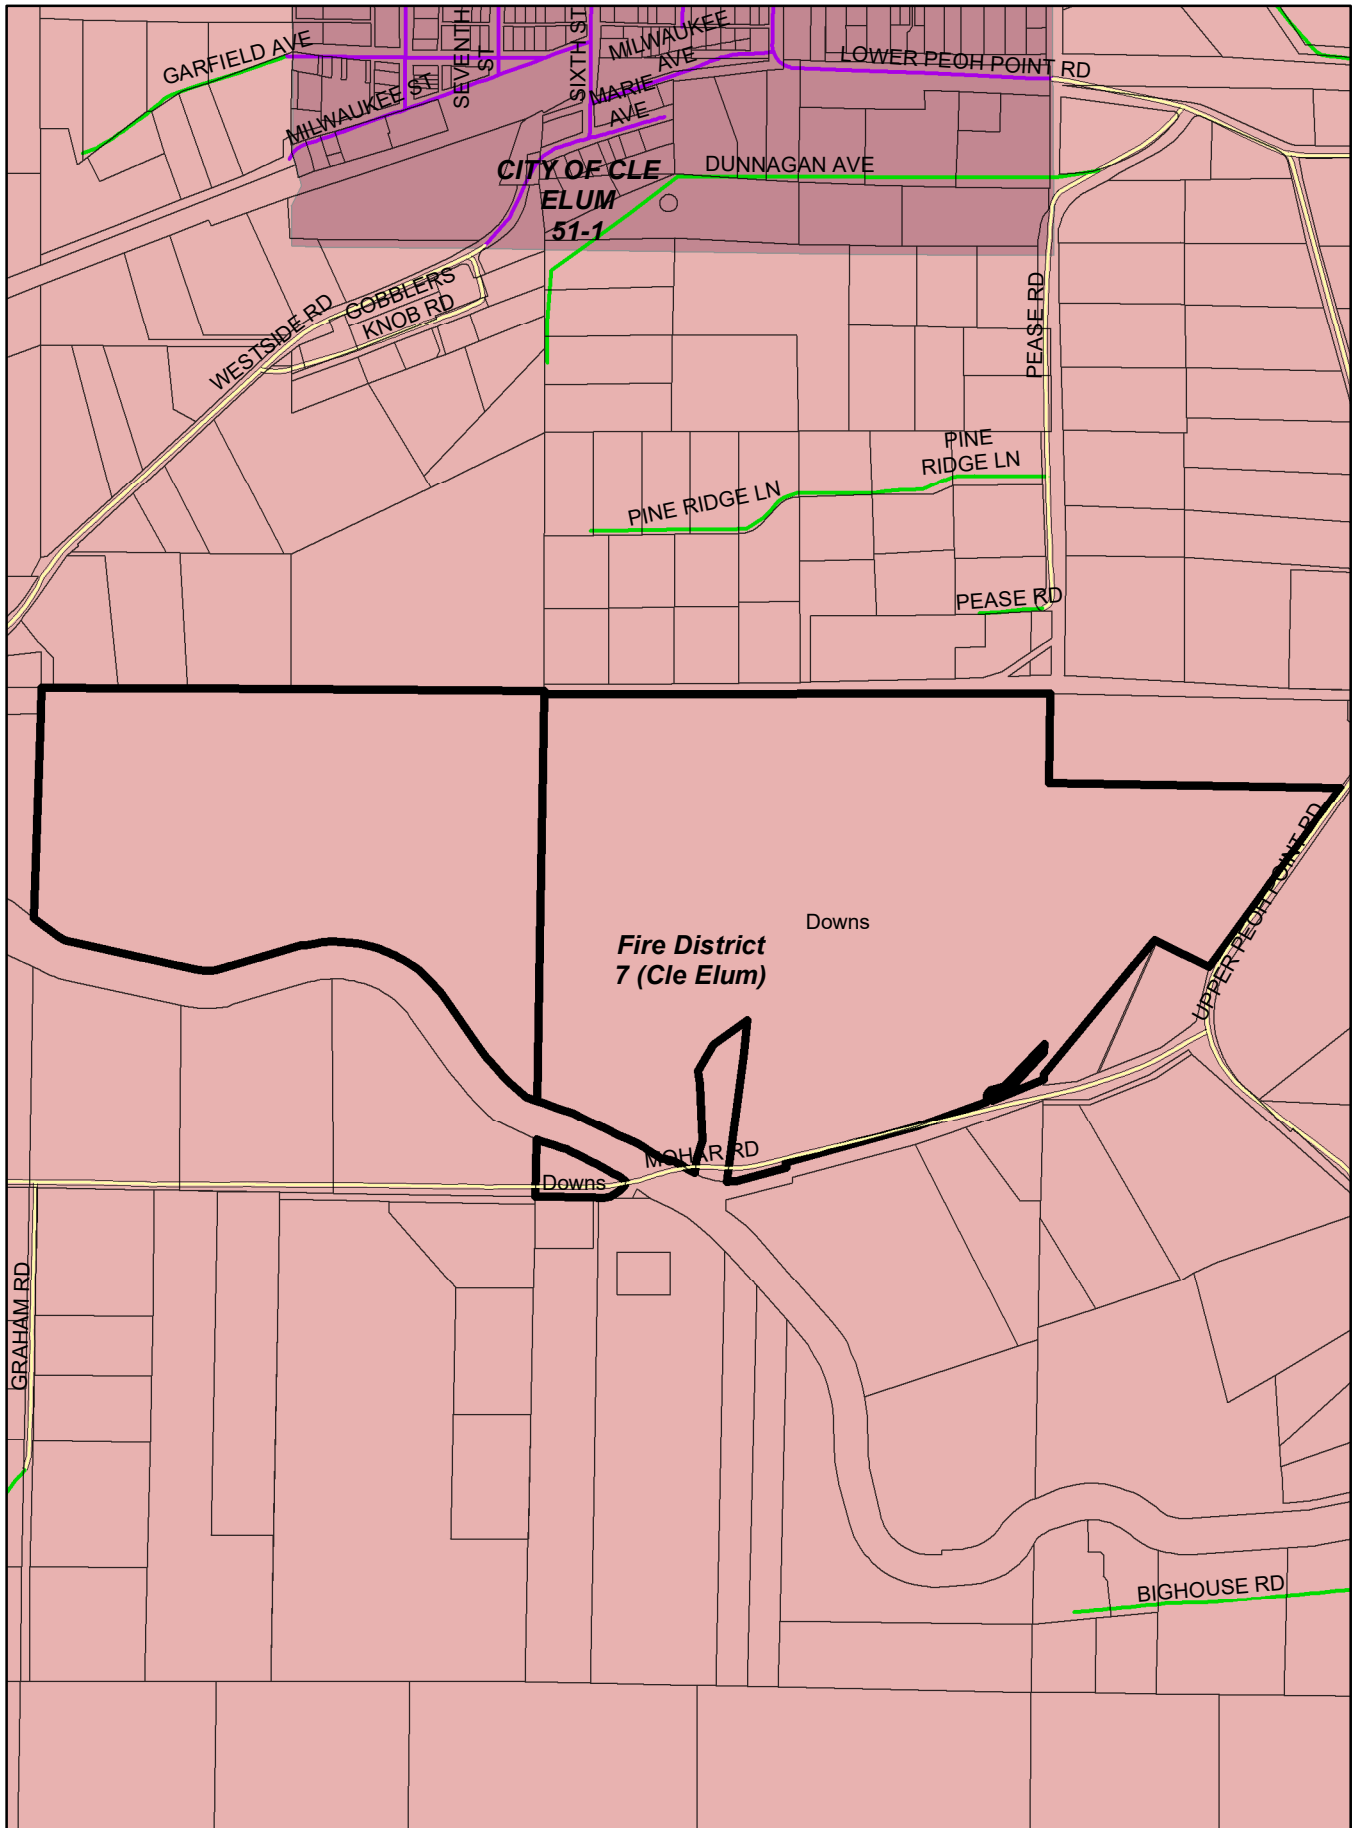 GARFIELD AVE
MILWAUKEE ST
SEVENTH
ST
SIXTH ST
MILWAUKEE
AVE
MARIE
AVE
LOWER PEOH POINT RD
CITY OF CLE
ELUM
51-1
DUNNAGAN AVE
WESTSIDE RD
GOBBLERS
KNOB RD
PEASE RD
PINE
RIDGE LN
PINE RIDGE LN
PEASE RD
UPPER PEOH POINT RD
Downs
Fire District
7 (Cle Elum)
MOHAR RD
Downs
GRAHAM RD
BIGHOUSE RD